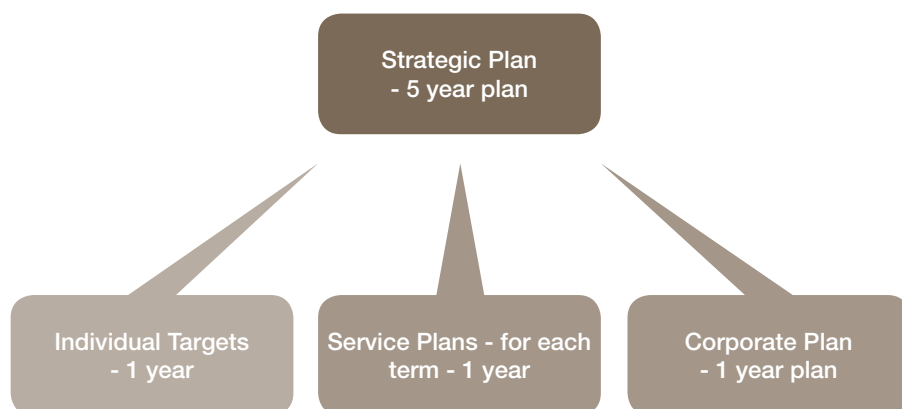 Strategic Plan
- 5 year plan
Individual Targets
- 1 year
Service Plans - for each
term - 1 year
Corporate Plan
- 1 year plan